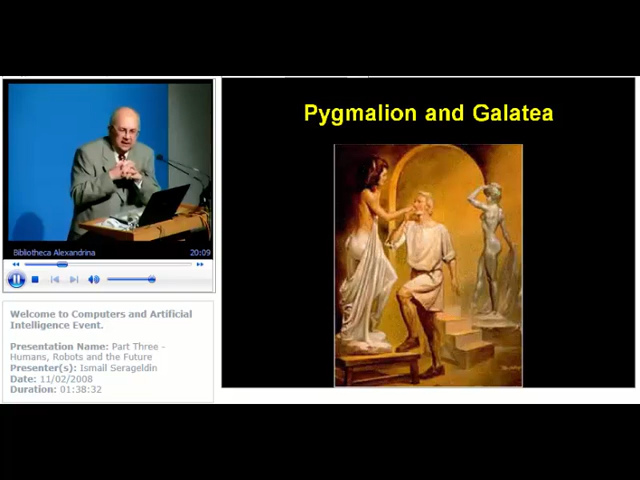 Pygmalion and Galatea
Bibliotheca Alexandrina 20:09
Welcome to Computers and Artificial
Intelligence Event.
Presentation Name: Part Three -
Humans, Robots and the Future
Presenter(s): Ismail Serageldin
Date: 11/02/2008
Duration: 01:38:32